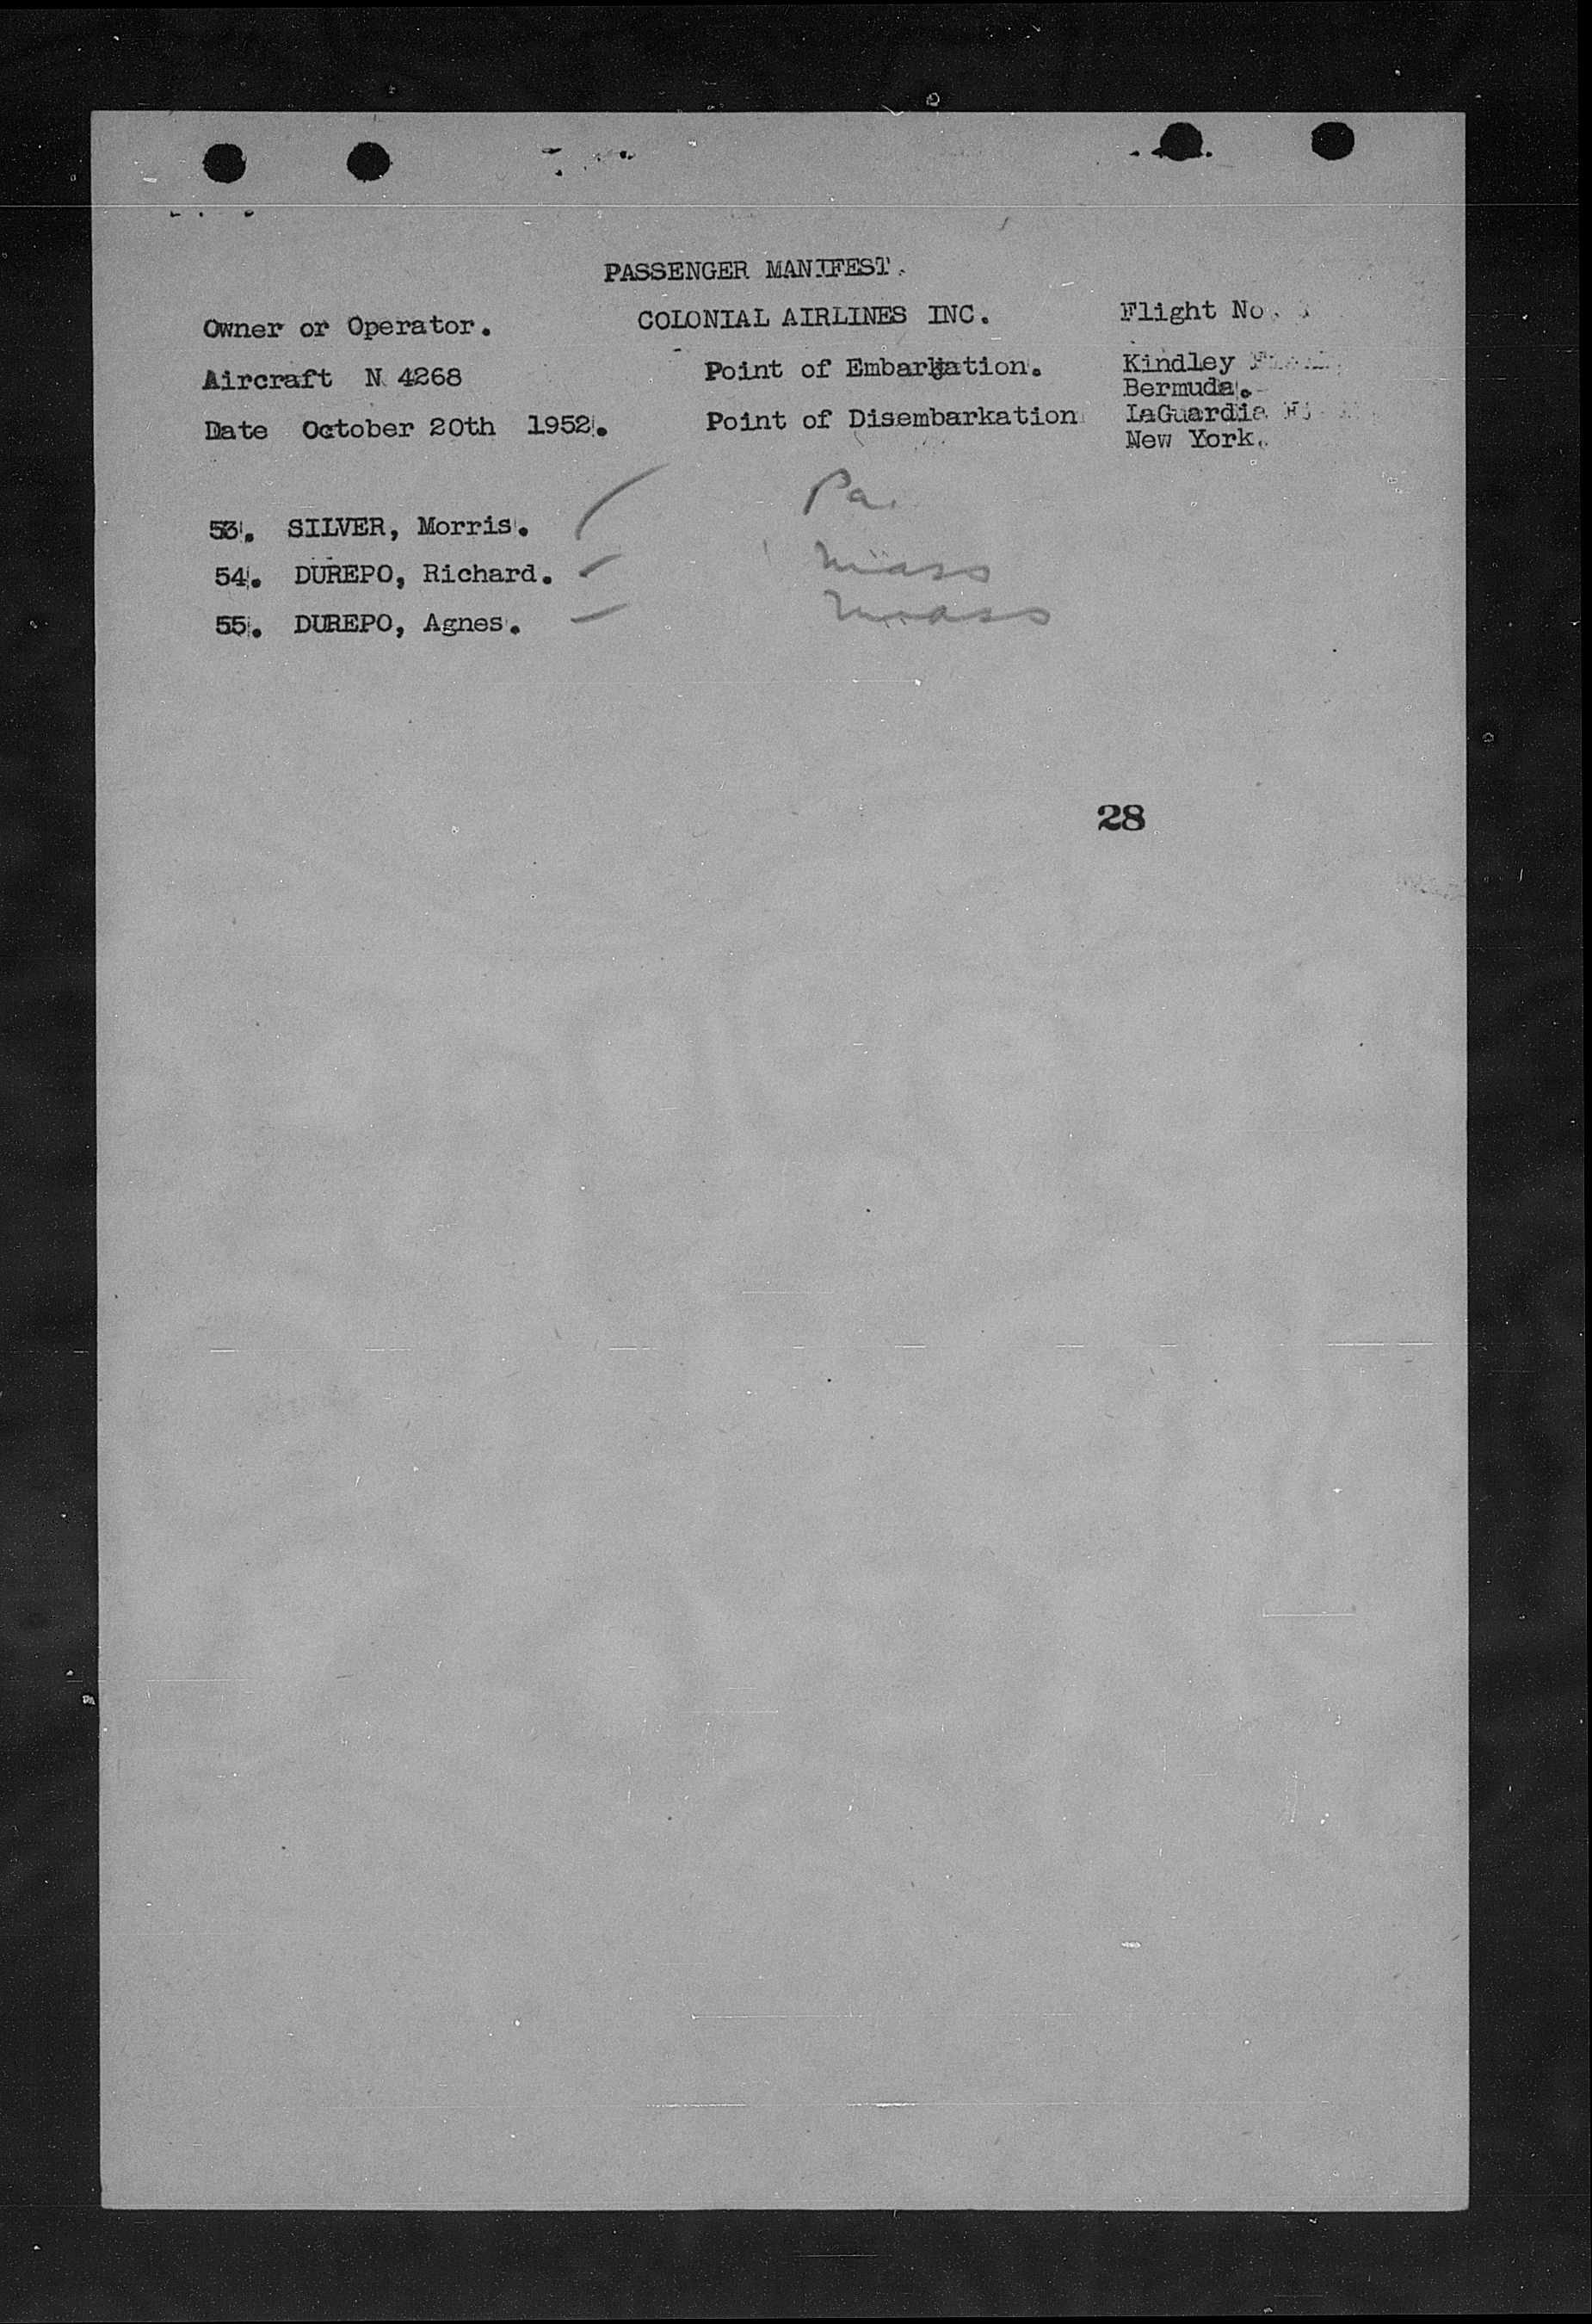 PASSENGER MANIFEST.
Owner or Operator. COLONIAL AIRLINES INC. Flight No.
Aircraft N 4268 Point of Embarkation. Kindley
Bermuda.
Date October 20th 1952. Point of Disembarkation LaGuardia
New York.
Pa.
53. SILVER, Morris.
54. DUREPO, Richard. Mass
55. DUREPO, Agnes. Mass
28